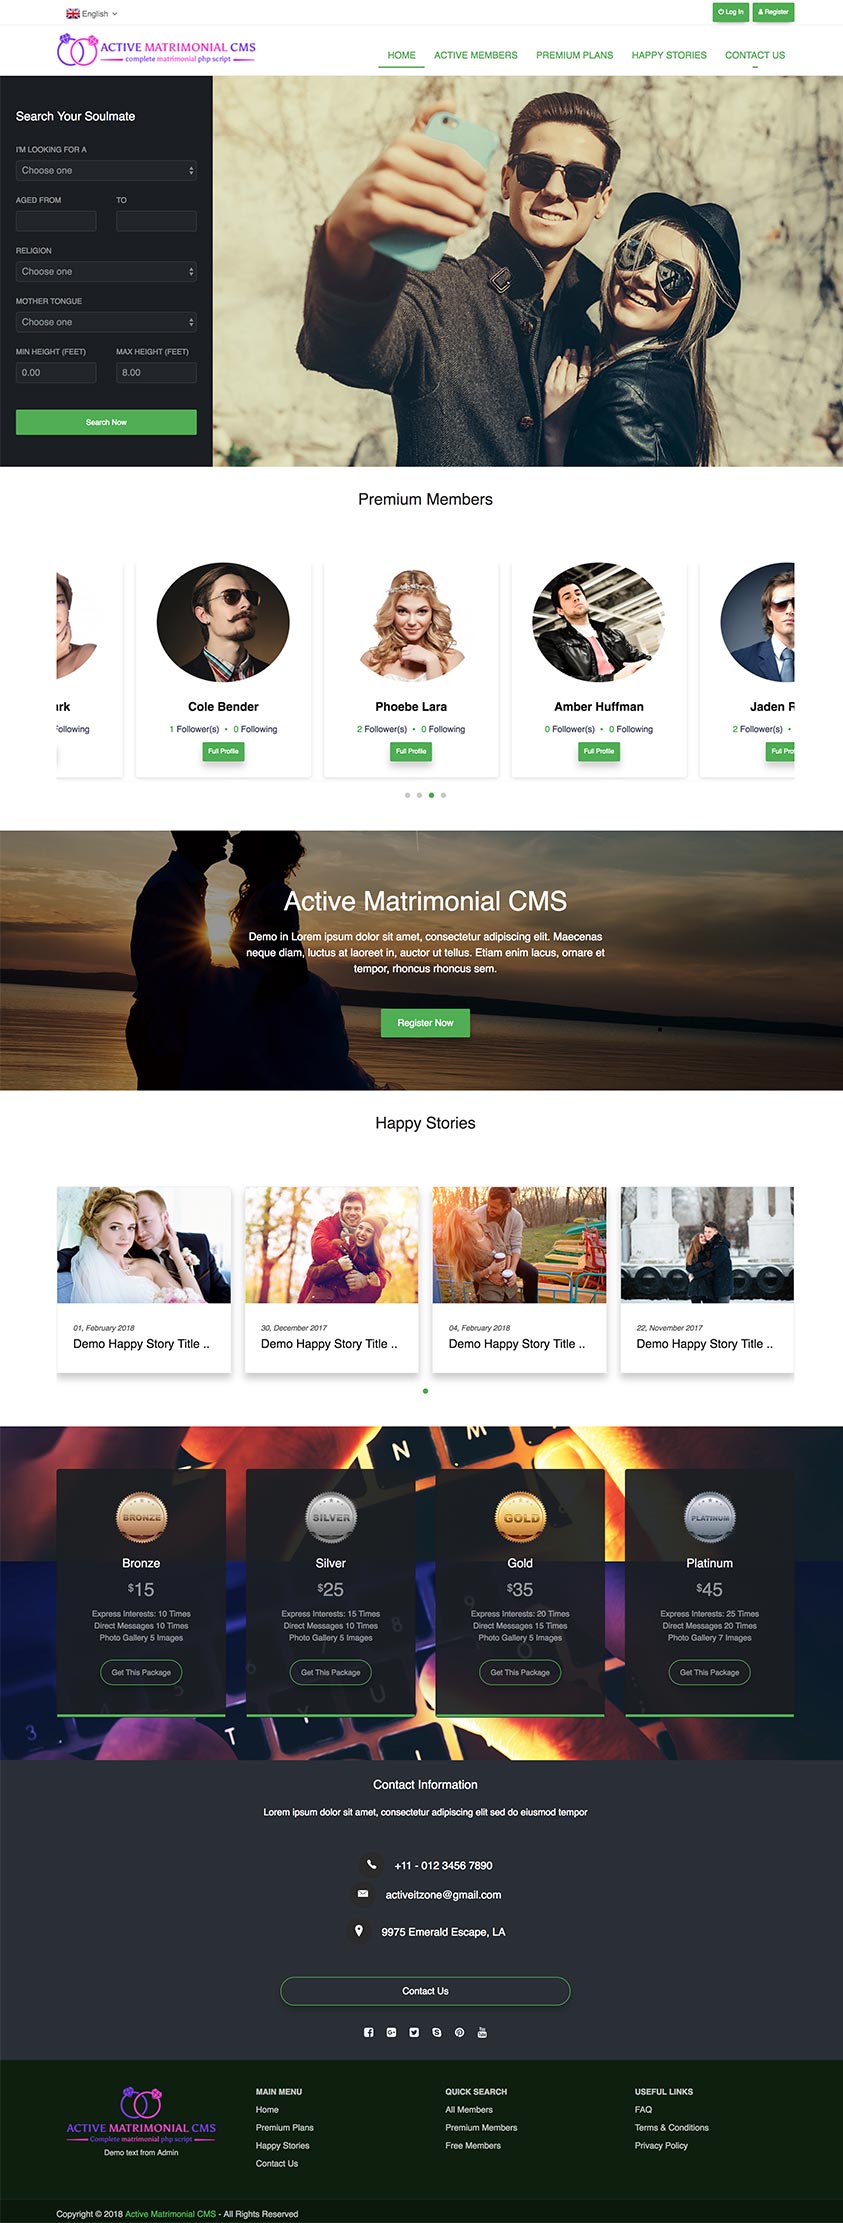 English
Log In
Register
ACTIVE MATRIMONIAL CMS
complete matrimonial php script
HOME
ACTIVE MEMBERS
PREMIUM PLANS
HAPPY STORIES
CONTACT US
Search Your Soulmate
I'M LOOKING FOR A
Choose one
AGED FROM
TO
RELIGION
Choose one
MOTHER TONGUE
Choose one
MIN HEIGHT (FEET)
MAX HEIGHT (FEET)
0.00
8.00
Search Now
Premium Members
Cole Bender
1 Follower(s) • 0 Following
Full Profile
Phoebe Lara
2 Follower(s) • 0 Following
Full Profile
Amber Huffman
0 Follower(s) • 0 Following
Full Profile
Jaden R
2 Follower(s) •
Full
Active Matrimonial CMS
Demo in Lorem ipsum dolor sit amet, consectetur adipiscing elit. Maecenas
neque diam, luctus at laoreet in, auctor ut tellus. Etiam enim lacus, ornare et
tempor, rhoncus rhoncus sem.
Register Now
Happy Stories
01, February 2018
Demo Happy Story Title ..
30, December 2017
Demo Happy Story Title ..
04, February 2018
Demo Happy Story Title ..
22, November 2017
Demo Happy Story Title ..
N
M
BRONZE
Bronze
$15
Express Interests: 10 Times
Direct Messages 10 Times
Photo Gallery 5 Images
Get This Package
SILVER
Silver
$25
Express Interests: 15 Times
Direct Messages 10 Times
Photo Gallery 5 Images
Get This Package
GOLD
Gold
$35
Express Interests: 20 Times
Direct Messages 15 Times
Photo Gallery 5 Images
Get This Package
PLATINUM
Platinum
$45
Express Interests: 25 Times
Direct Messages 20 Times
Photo Gallery 7 Images
Get This Package
3
T
Y
U
Contact Information
Lorem ipsum dolor sit amet, consectetur adipiscing elit sed do eiusmod tempor
+11 - 012 3456 7890
activeitzone@gmail.com
9975 Emerald Escape, LA
Contact Us
ACTIVE MATRIMONIAL CMS
Complete matrimonial php script
Demo text from Admin
MAIN MENU
Home
Premium Plans
Happy Stories
Contact Us
QUICK SEARCH
All Members
Premium Members
Free Members
USEFUL LINKS
FAQ
Terms & Conditions
Privacy Policy
Copyright © 2018 Active Matrimonial CMS - All Rights Reserved